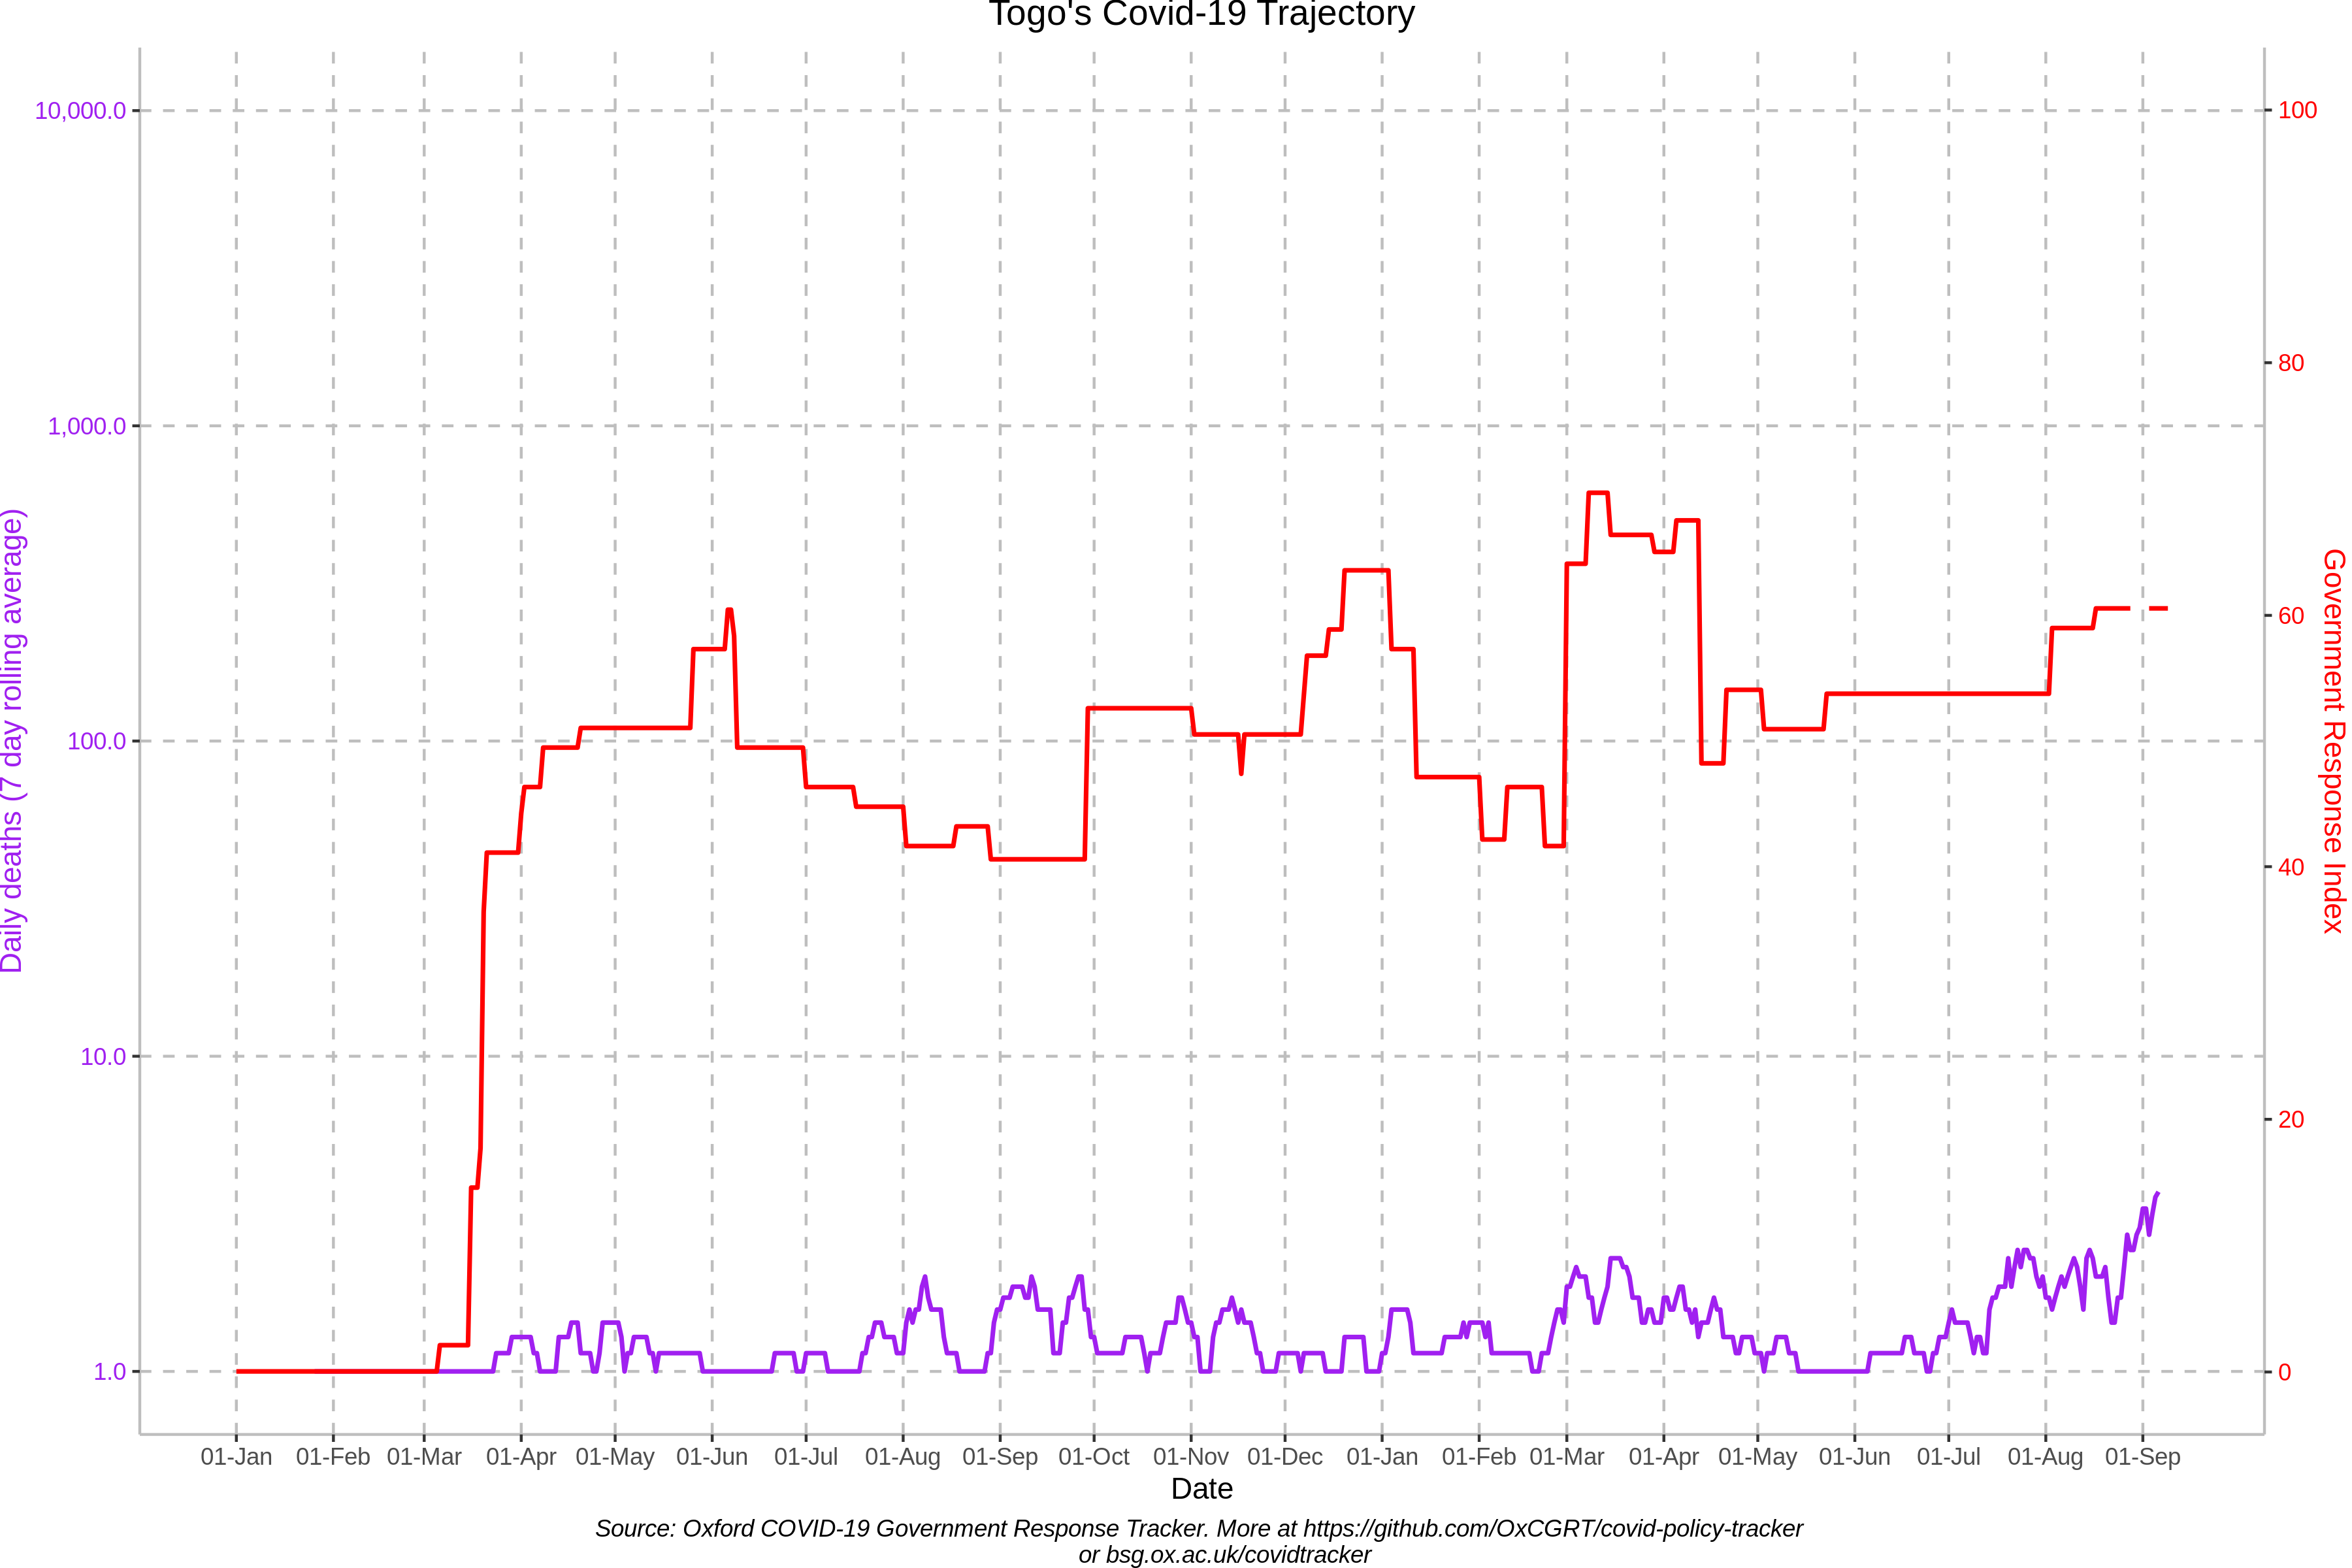 Togo's Covid-19 Trajectory
Daily deaths (7 day rolling average)
10,000.0
1,000.0
100.0
10.0
1.0
100
80
60
40
20
0
Government Response Index
01-Jan 01-Feb 01-Mar 01-Apr 01-May 01-Jun 01-Jul 01-Aug 01-Sep 01-Oct 01-Nov 01-Dec 01-Jan 01-Feb 01-Mar 01-Apr 01-May 01-Jun 01-Jul 01-Aug 01-Sep
Date
Source: Oxford COVID-19 Government Response Tracker. More at https://github.com/OxCGRT/covid-policy-tracker
or bsg.ox.ac.uk/covidtracker